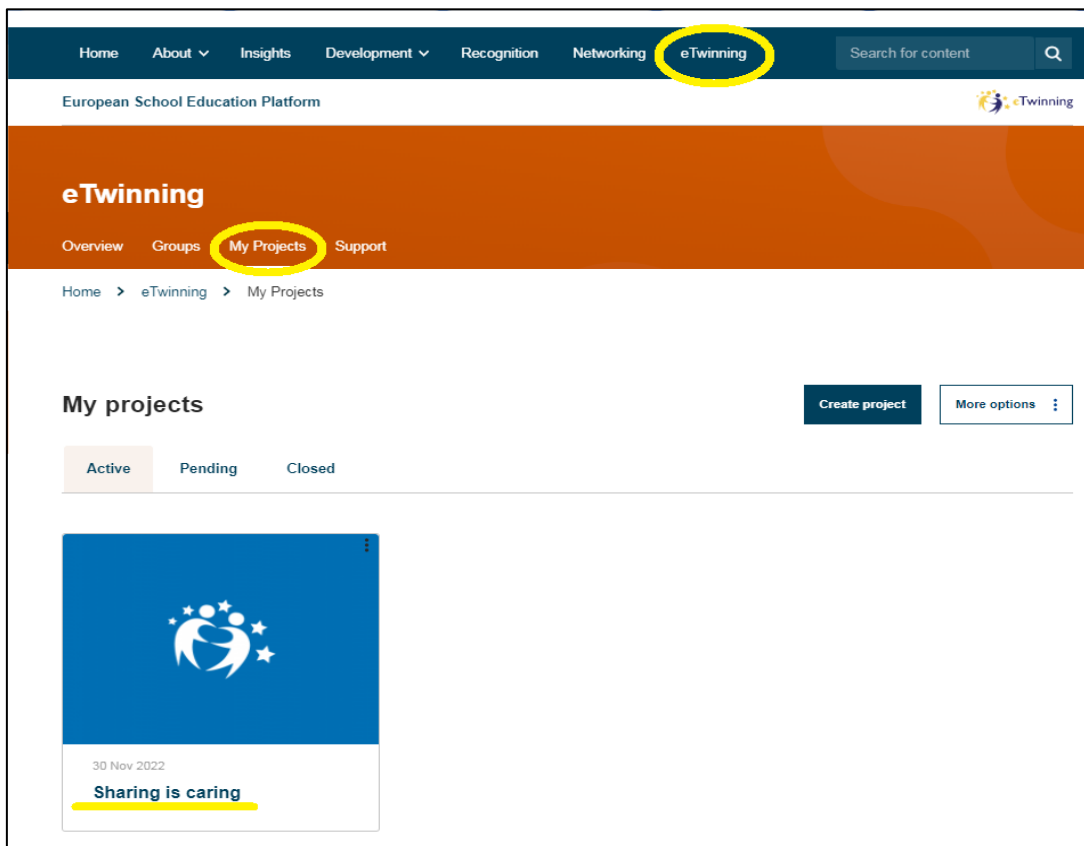 Home About Insights Development Recognition Networking eTwinning Search for content
European School Education Platform eTwinning
eTwinning
Overview Groups My Projects Support
Home > eTwinning > My Projects
My projects Create project More options
Active Pending Closed
30 Nov 2022
Sharing is caring